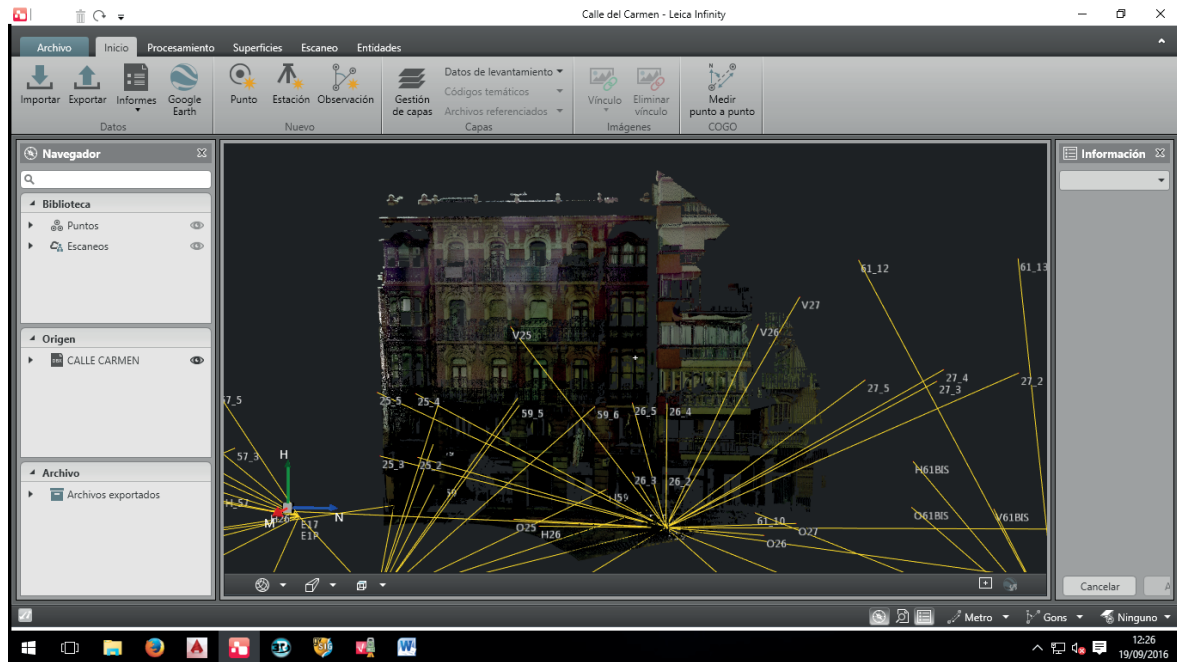 Calle del Carmen - Leica Infinity
Archivo Inicio Procesamiento Superficies Escaneo Entidades
Importar Exportar Informes Google Earth Punto Estación Observación Gestión de capas Datos de levantamiento Códigos temáticos Archivos referenciados Vínculo Eliminar vínculo Medir punto a punto
Datos Nuevo Capas Imágenes COGO
Navegador
Biblioteca
Puntos
Escaneos
Origen
CALLE CARMEN
Archivo
Archivos exportados
Información
61_12 61_13
V27
V25 V26
27_4 27_2
27_5 27_3
57_5 25_5 25_4 59_5 59_6 26_5 26_4
57_3 H 25_3 25_2
H61BIS
26_3 26_2
59 J59
H_57 O61BIS V61BIS
M E17 N O25 H26 61_10 O27
E1P O26
Cancelar A
Metro Gons Ninguno
12:26
19/09/2016